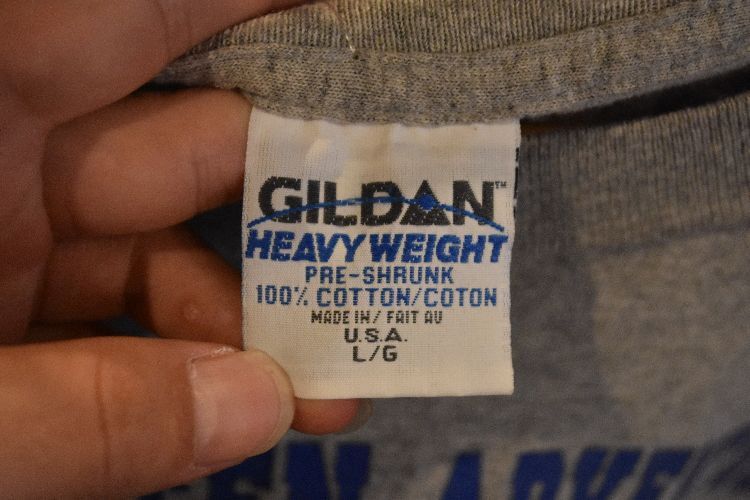 GILDAN™
HEAVYWEIGHT
PRE-SHRUNK
100% COTTON/COTON
MADE IN/ FAIT AU
U.S.A.
L/G